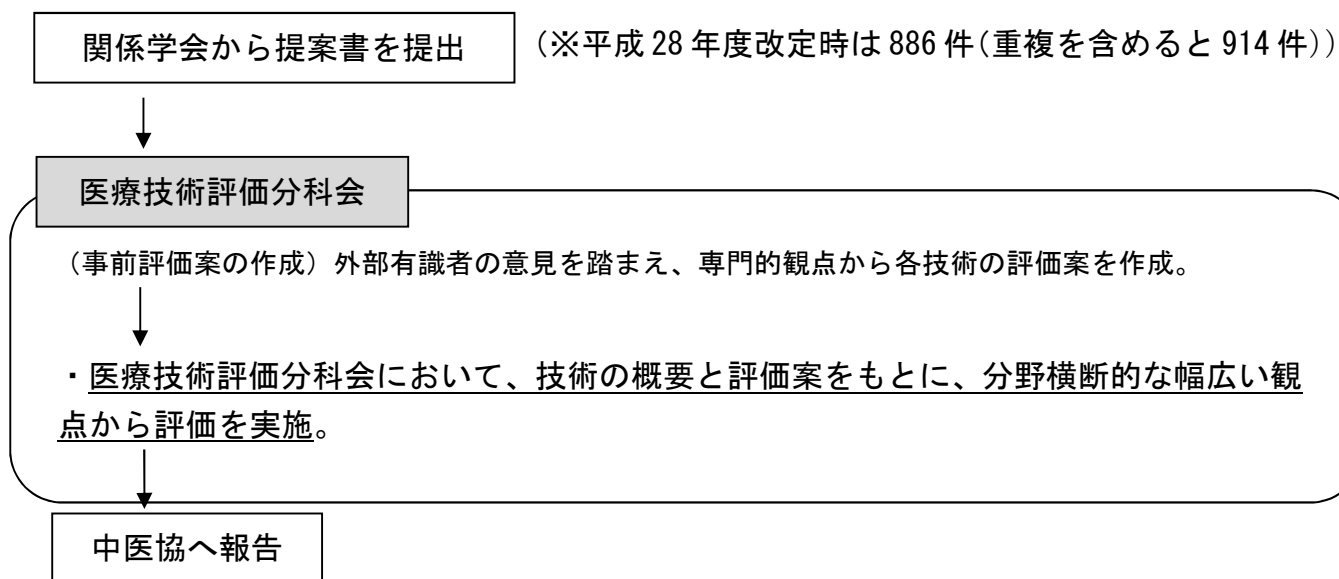 関係学会から提案書を提出 (※平成28年度改定時は886件(重複を含めると914件))
医療技術評価分科会
(事前評価案の作成)外部有識者の意見を踏まえ、専門的観点から各技術の評価案を作成。
・医療技術評価分科会において、技術の概要と評価案をもとに、分野横断的な幅広い観
点から評価を実施。
中医協へ報告